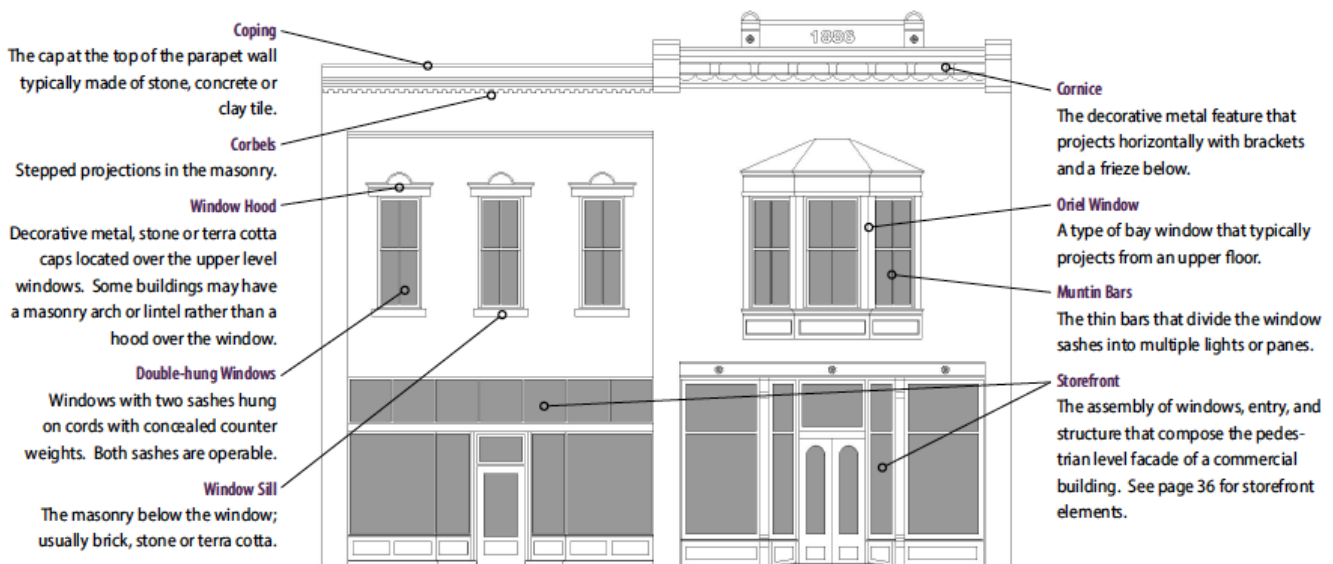 Coping
The cap at the top of the parapet wall
typically made of stone, concrete or
clay tile.
Corbels
Stepped projections in the masonry.
Window Hood
Decorative metal, stone or terra cotta
caps located over the upper level
windows. Some buildings may have
a masonry arch or lintel rather than a
hood over the window.
Double-hung Windows
Windows with two sashes hung
on cords with concealed counter
weights. Both sashes are operable.
Window Sill
The masonry below the window;
usually brick, stone or terra cotta.
1886
Cornice
The decorative metal feature that
projects horizontally with brackets
and a frieze below.
Oriel Window
A type of bay window that typically
projects from an upper floor.
Muntin Bars
The thin bars that divide the window
sashes into multiple lights or panes.
Storefront
The assembly of windows, entry, and
structure that compose the pedes-
trian level facade of a commercial
building. See page 36 for storefront
elements.